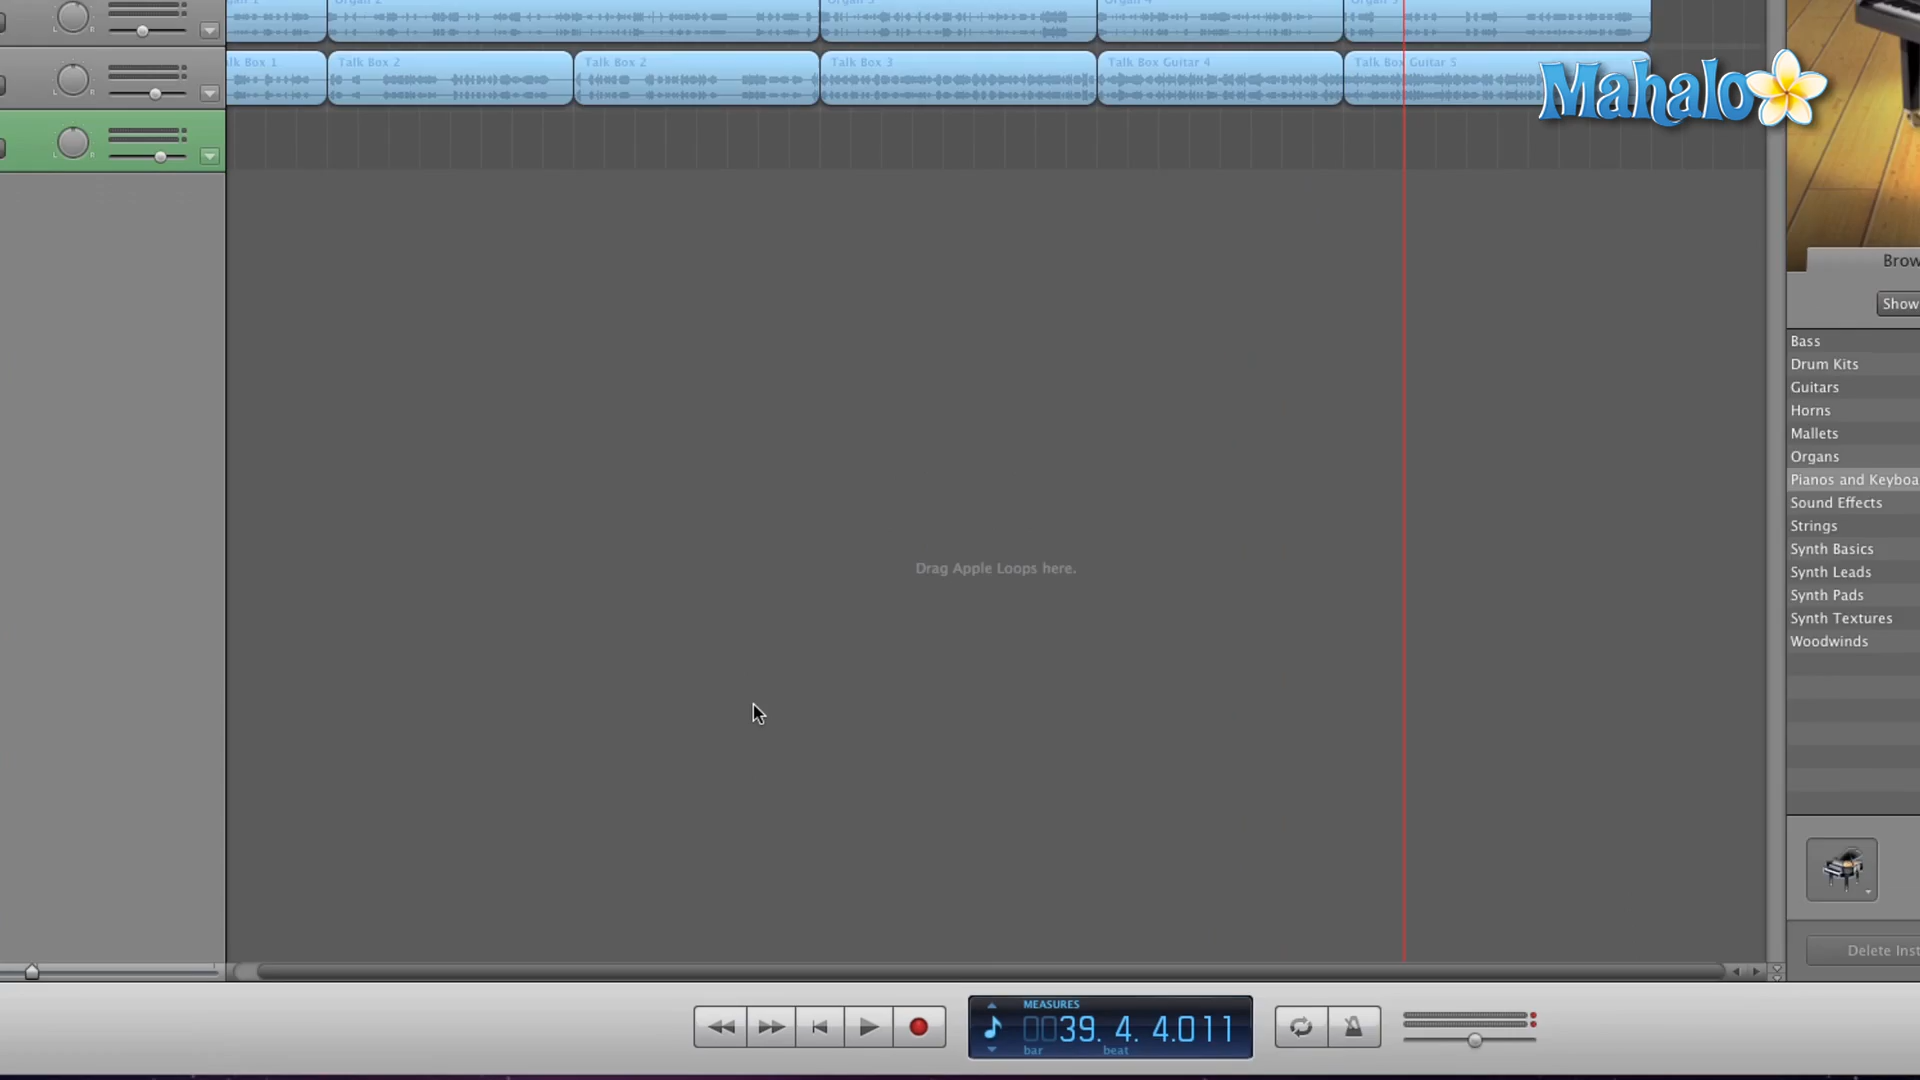 Organ 2
Organ 3
Organ 4
Organ 5
lk Box 1
Talk Box 2
Talk Box 2
Talk Box 3
Talk Box Guitar 4
Talk Box Guitar 5
Mahalo
L R
L R
L R
Brow
Show
Bass
Drum Kits
Guitars
Horns
Mallets
Organs
Pianos and Keyboa
Sound Effects
Strings
Synth Basics
Synth Leads
Synth Pads
Synth Textures
Woodwinds
Drag Apple Loops here.
Delete Inst
MEASURES
0039. 4. 4.011
bar beat